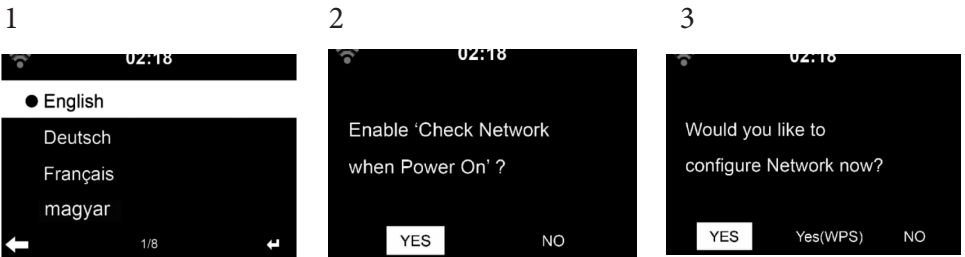 1
02:18
English
Deutsch
Français
magyar
1/8
2
02:18
Enable ‘Check Network
when Power On’ ?
YES NO
3
02:18
Would you like to
configure Network now?
YES Yes(WPS) NO